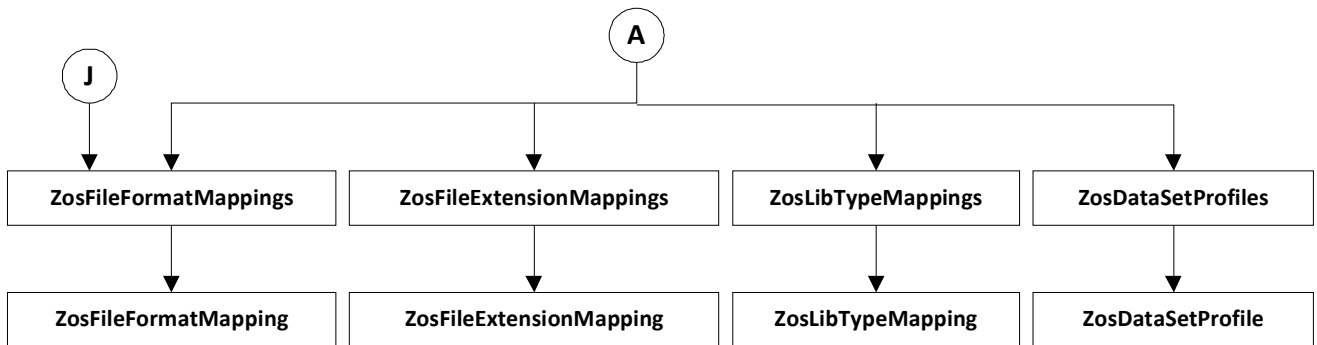 A
J
ZosFileFormatMappings
ZosFileExtensionMappings
ZosLibTypeMappings
ZosDataSetProfiles
ZosFileFormatMapping
ZosFileExtensionMapping
ZosLibTypeMapping
ZosDataSetProfile